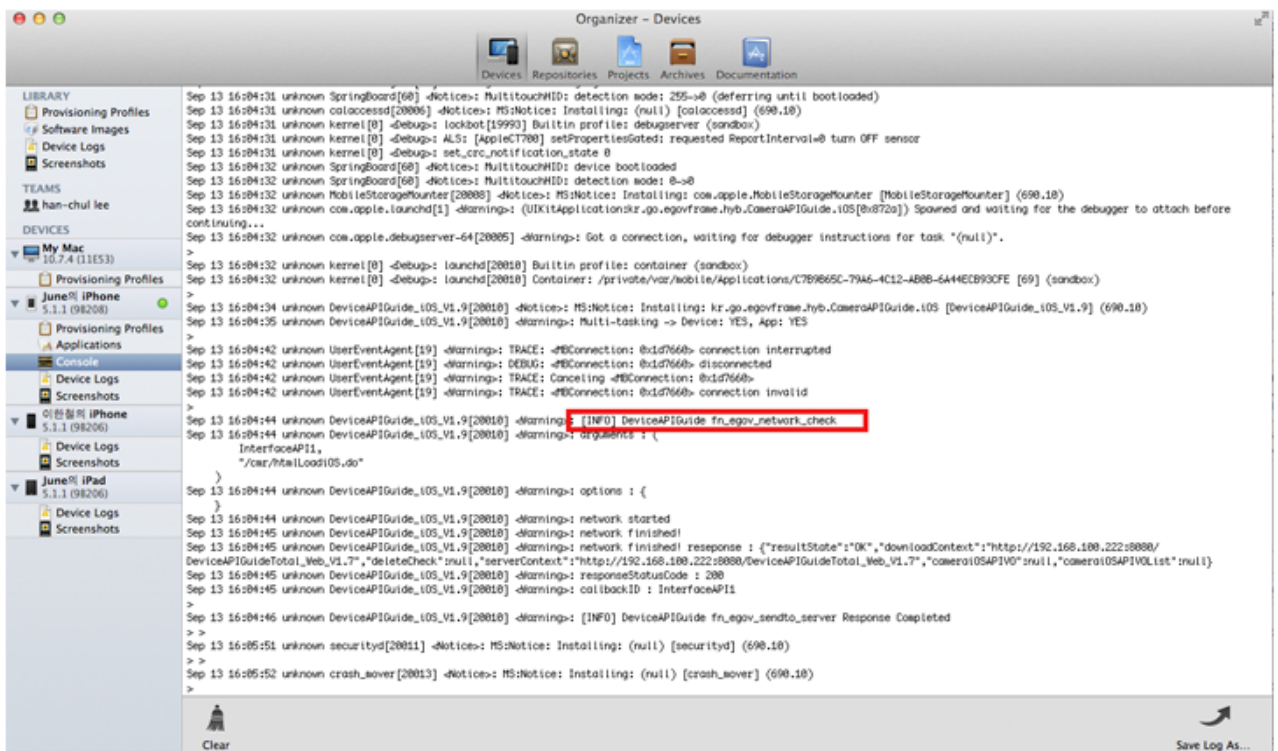 Organizer – Devices
Devices Repositories Projects Archives Documentation
LIBRARY
Provisioning Profiles
Software Images
Device Logs
Screenshots
TEAMS
han-chul lee
DEVICES
My Mac
10.7.4 (11E53)
Provisioning Profiles
June의 iPhone
5.1.1 (9B208)
Provisioning Profiles
Applications
Console
Device Logs
Screenshots
이한철의 iPhone
5.1.1 (9B206)
Device Logs
Screenshots
June의 iPad
5.1.1 (9B206)
Device Logs
Screenshots
Sep 13 16:04:31 unknown SpringBoard[60] <Notice>: MultitouchHID: detection mode: 255->0 (deferring until bootloaded)
Sep 13 16:04:31 unknown calaccessd[20006] <Notice>: MS:Notice: Installing: (null) [calaccessd] (690.10)
Sep 13 16:04:31 unknown kernel[0] <Debug>: lockbot[19993] Builtin profile: debugserver (sandbox)
Sep 13 16:04:31 unknown kernel[0] <Debug>: ALS: [AppleCT700] setPropertiesGated: requested ReportInterval=0 turn OFF sensor
Sep 13 16:04:31 unknown kernel[0] <Debug>: set_crc_notification_state 0
Sep 13 16:04:32 unknown SpringBoard[60] <Notice>: MultitouchHID: device bootloaded
Sep 13 16:04:32 unknown SpringBoard[60] <Notice>: MultitouchHID: detection mode: 0->0
Sep 13 16:04:32 unknown MobileStorageMounter[20008] <Notice>: MS:Notice: Installing: com.apple.MobileStorageMounter [MobileStorageMounter] (690.10)
Sep 13 16:04:32 unknown com.apple.launchd[1] <Warning>: (UIKitApplication:kr.go.egovframe.hyb.CameraAPIGuide.iOS[0x872a]) Spawned and waiting for the debugger to attach before
continuing...
Sep 13 16:04:32 unknown com.apple.debugserver-64[20005] <Warning>: Got a connection, waiting for debugger instructions for task "(null)".
>
Sep 13 16:04:32 unknown kernel[0] <Debug>: launchd[20010] Builtin profile: container (sandbox)
Sep 13 16:04:32 unknown kernel[0] <Debug>: launchd[20010] Container: /private/var/mobile/Applications/C7B9B65C-79A6-4C12-AB0B-6A44ECB93CFE [69] (sandbox)
>
Sep 13 16:04:34 unknown DeviceAPIGuide_iOS_V1.9[20010] <Notice>: MS:Notice: Installing: kr.go.egovframe.hyb.CameraAPIGuide.iOS [DeviceAPIGuide_iOS_V1.9] (690.10)
Sep 13 16:04:35 unknown DeviceAPIGuide_iOS_V1.9[20010] <Warning>: Multi-tasking -> Device: YES, App: YES
>
Sep 13 16:04:42 unknown UserEventAgent[19] <Warning>: TRACE: <MBConnection: 0x1d7660> connection interrupted
Sep 13 16:04:42 unknown UserEventAgent[19] <Warning>: DEBUG: <MBConnection: 0x1d7660> disconnected
Sep 13 16:04:42 unknown UserEventAgent[19] <Warning>: TRACE: Canceling <MBConnection: 0x1d7660>
Sep 13 16:04:42 unknown UserEventAgent[19] <Warning>: TRACE: <MBConnection: 0x1d7660> connection invalid
>
Sep 13 16:04:44 unknown DeviceAPIGuide_iOS_V1.9[20010] <Warning>: [INFO] DeviceAPIGuide fn_egov_network_check
Sep 13 16:04:44 unknown DeviceAPIGuide_iOS_V1.9[20010] <Warning>: arguments : (
InterfaceAPI1,
"/cmr/htmlLoadiOS.do"
)
Sep 13 16:04:44 unknown DeviceAPIGuide_iOS_V1.9[20010] <Warning>: options : {
}
Sep 13 16:04:44 unknown DeviceAPIGuide_iOS_V1.9[20010] <Warning>: network started
Sep 13 16:04:45 unknown DeviceAPIGuide_iOS_V1.9[20010] <Warning>: network finished!
Sep 13 16:04:45 unknown DeviceAPIGuide_iOS_V1.9[20010] <Warning>: network finished! reseponse : {"resultState":"OK","downloadContext":"http://192.168.100.222:8080/
DeviceAPIGuideTotal_Web_V1.7","deleteCheck":null,"serverContext":"http://192.168.100.222:8080/DeviceAPIGuideTotal_Web_V1.7","cameraiOSAPIVO":null,"cameraiOSAPIVOList":null}
Sep 13 16:04:45 unknown DeviceAPIGuide_iOS_V1.9[20010] <Warning>: responseStatusCode : 200
Sep 13 16:04:45 unknown DeviceAPIGuide_iOS_V1.9[20010] <Warning>: callbackID : InterfaceAPI1
>
Sep 13 16:04:46 unknown DeviceAPIGuide_iOS_V1.9[20010] <Warning>: [INFO] DeviceAPIGuide fn_egov_sendto_server Response Completed
> >
Sep 13 16:05:51 unknown securityd[20011] <Notice>: MS:Notice: Installing: (null) [securityd] (690.10)
> >
Sep 13 16:05:52 unknown crash_mover[20013] <Notice>: MS:Notice: Installing: (null) [crash_mover] (690.10)
>
Clear
Save Log As...